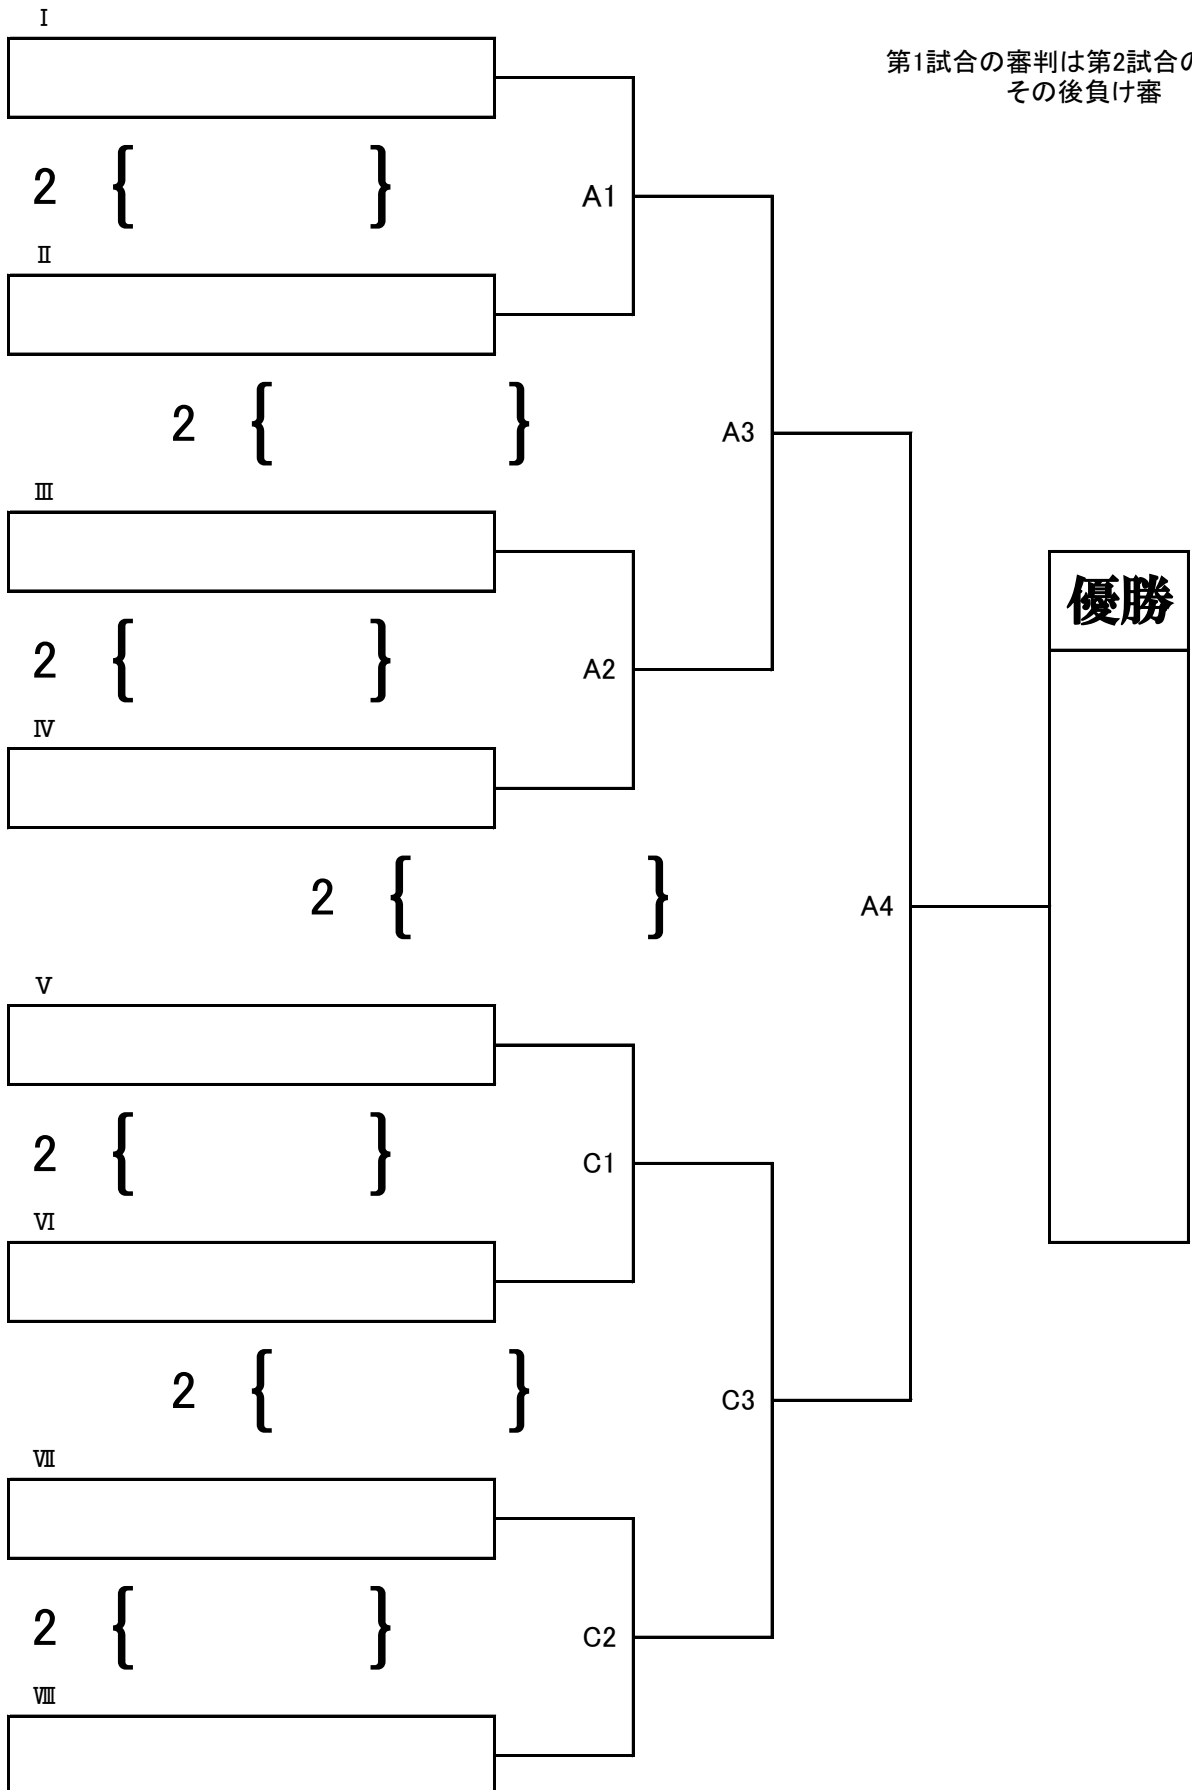 Ⅰ
第1試合の審判は第2試合の
その後負け審
2 { } A1
Ⅱ
2 { } A3
Ⅲ
優勝
2 { } A2
Ⅳ
2 { } A4
Ⅴ
2 { } C1
Ⅵ
2 { } C3
Ⅶ
2 { } C2
Ⅷ